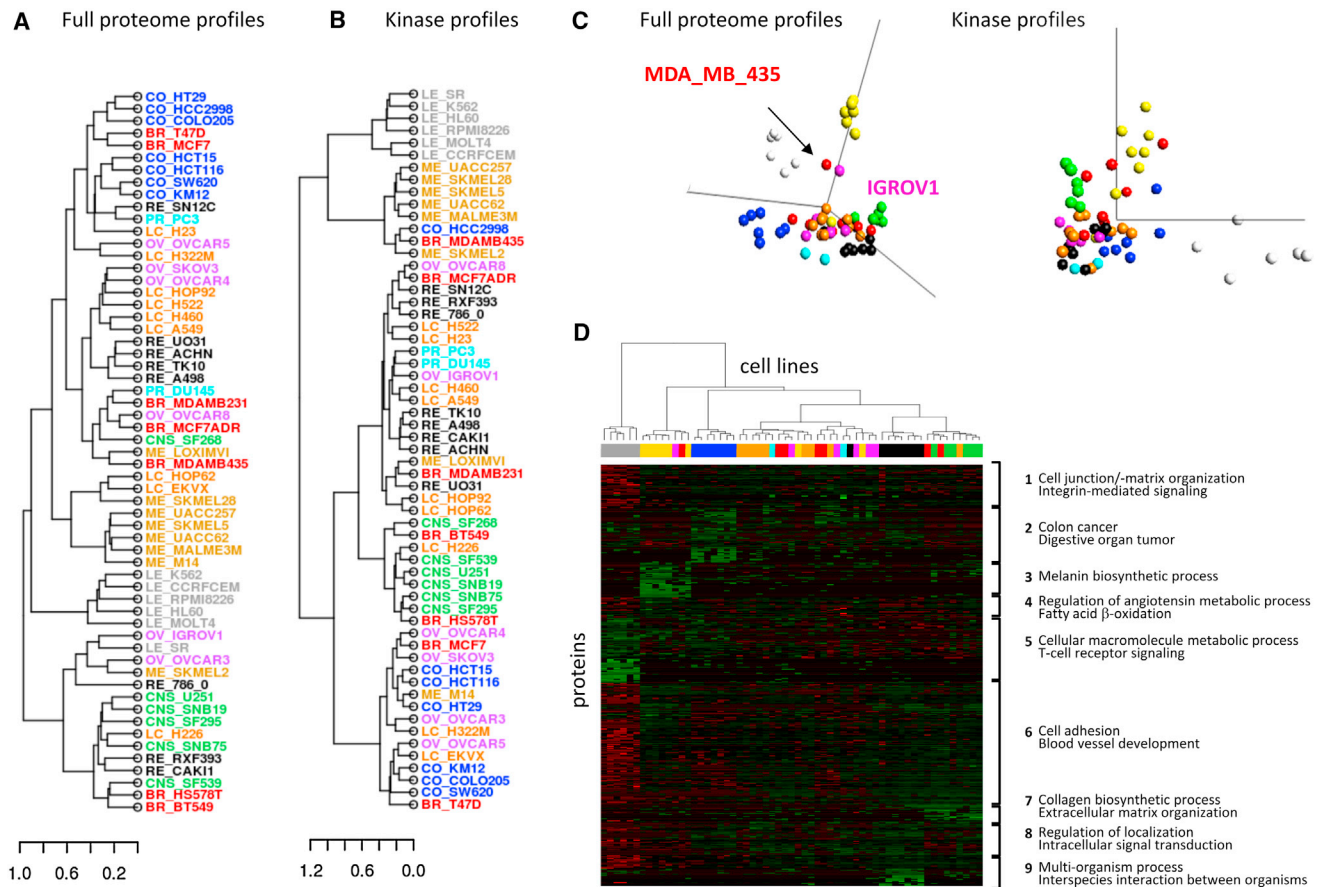 A Full proteome profiles
CO_HT29
CO_HCC2998
CO_COLO205
BR_T47D
BR_MCF7
CO_HCT15
CO_HCT116
CO_SW620
CO_KM12
RE_SN12C
PR_PC3
LC_H23
OV_OVCAR5
LC_H322M
OV_SKOV3
OV_OVCAR4
LC_HOP92
LC_H522
LC_H460
LC_A549
RE_UO31
RE_ACHN
RE_TK10
RE_A498
PR_DU145
BR_MDAMB231
OV_OVCAR8
BR_MCF7ADR
CNS_SF268
ME_LOXIMVI
BR_MDAMB435
LC_HOP62
LC_EKVX
ME_SKMEL28
ME_UACC257
ME_SKMEL5
ME_UACC62
ME_MALME3M
ME_M14
LE_K562
LE_CCRFCEM
LE_RPMI8226
LE_HL60
LE_MOLT4
OV_IGROV1
LE_SR
OV_OVCAR3
ME_SKMEL2
RE_786_0
CNS_U251
CNS_SNB19
CNS_SF295
LC_H226
CNS_SNB75
RE_RXF393
RE_CAKI1
CNS_SF539
BR_HS578T
BR_BT549
1.0 0.6 0.2
B Kinase profiles
LE_SR
LE_K562
LE_HL60
LE_RPMI8226
LE_MOLT4
LE_CCRFCEM
ME_UACC257
ME_SKMEL28
ME_SKMEL5
ME_UACC62
ME_MALME3M
CO_HCC2998
BR_MDAMB435
ME_SKMEL2
OV_OVCAR8
BR_MCF7ADR
RE_SN12C
RE_RXF393
RE_786_0
LC_H522
LC_H23
PR_PC3
PR_DU145
OV_IGROV1
LC_H460
LC_A549
RE_TK10
RE_A498
RE_CAKI1
RE_ACHN
ME_LOXIMVI
BR_MDAMB231
RE_UO31
LC_HOP92
LC_HOP62
CNS_SF268
BR_BT549
LC_H226
CNS_SF539
CNS_U251
CNS_SNB19
CNS_SNB75
CNS_SF295
BR_HS578T
OV_OVCAR4
BR_MCF7
OV_SKOV3
CO_HCT15
CO_HCT116
ME_M14
CO_HT29
OV_OVCAR3
LC_H322M
OV_OVCAR5
LC_EKVX
CO_KM12
CO_COLO205
CO_SW620
BR_T47D
1.2 0.6 0.0
C Full proteome profiles Kinase profiles
MDA_MB_435
IGROV1
D
cell lines
proteins
1 Cell junction/-matrix organization
Integrin-mediated signaling
2 Colon cancer
Digestive organ tumor
3 Melanin biosynthetic process
4 Regulation of angiotensin metabolic process
Fatty acid β-oxidation
5 Cellular macromolecule metabolic process
T-cell receptor signaling
6 Cell adhesion
Blood vessel development
7 Collagen biosynthetic process
Extracellular matrix organization
8 Regulation of localization
Intracellular signal transduction
9 Multi-organism process
Interspecies interaction between organisms